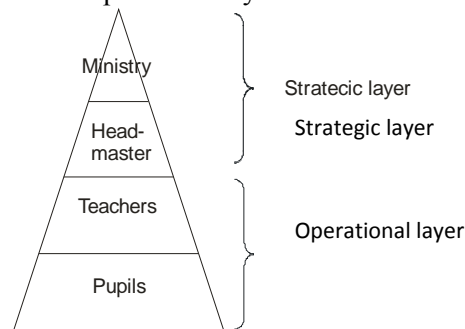 Ministry
Stratecic layer
Head-
master
Strategic layer
Teachers
Operational layer
Pupils